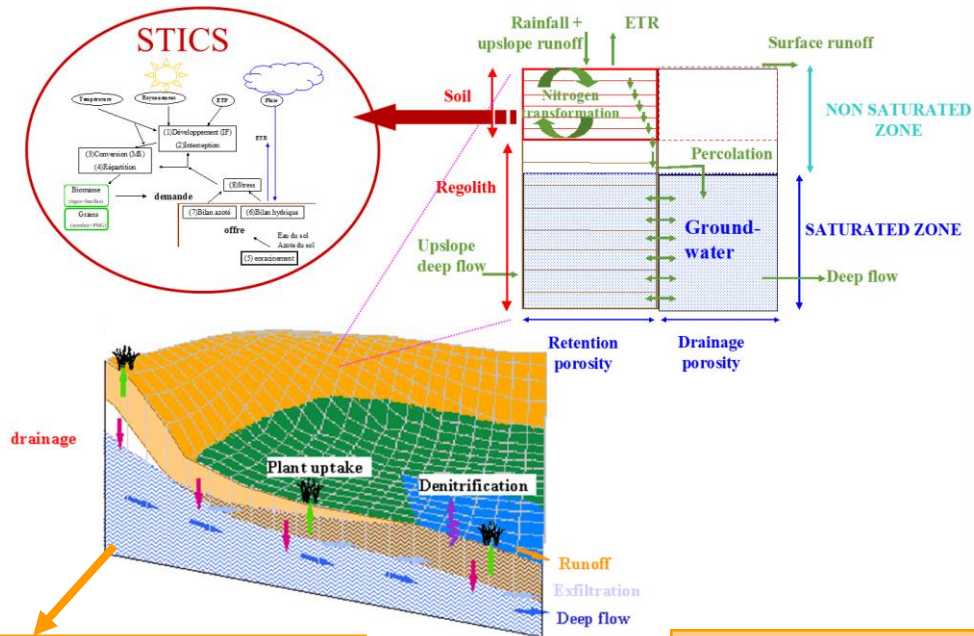 STICS
Température
Rayonnement
ETP
Pluie
(1)Développement (IF)
(2)Interception
ETR
(3)Conversion (MS)
(4)Répartition
(8)Stress
Biomasse
demande
(7)Bilan azoté
(6)Bilan hydrique
Grains
offre
Eau du sol
Azote du sol
(5) enracinement
Rainfall +
upslope runoff
ETR
Surface runoff
Soil
Nitrogen
transformation
NON SATURATED
ZONE
Percolation
Regolith
Ground-
water
SATURATED ZONE
Upslope
deep flow
Deep flow
Retention
porosity
Drainage
porosity
drainage
Plant uptake
Denitrification
Runoff
Exfiltration
Deep flow